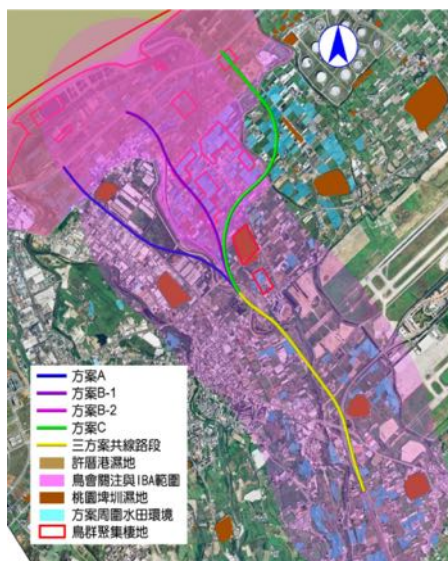 方案A
方案B-1
方案B-2
方案C
三方案共線路段
許厝港濕地
鳥會關注與IBA範圍
桃園埤圳濕地
方案周圍水田環境
鳥群聚集棲地